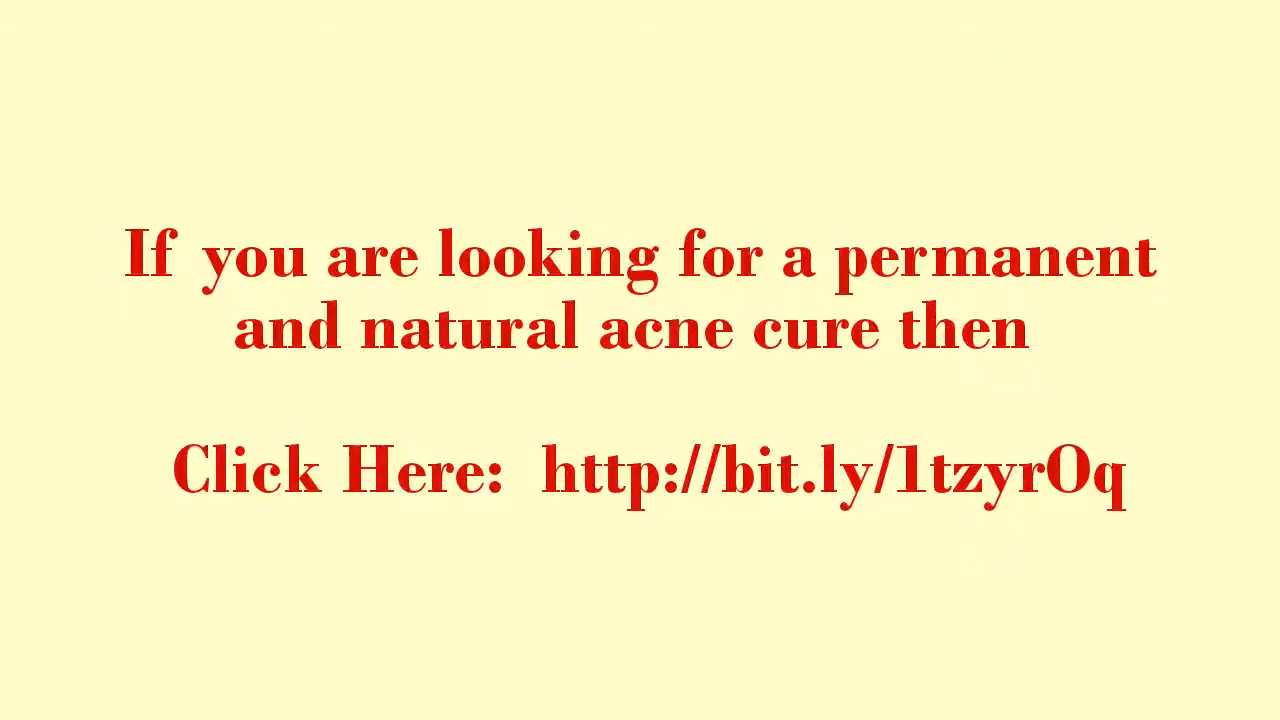 If you are looking for a permanent
and natural acne cure then
Click Here: http://bit.ly/1tzyrOq